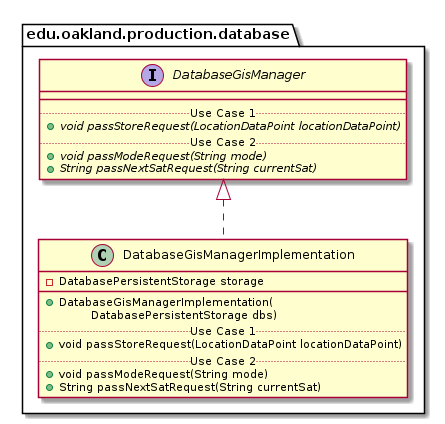 edu.oakland.production.database
I DatabaseGisManager
Use Case 1
void passStoreRequest(LocationDataPoint locationDataPoint)
Use Case 2
void passModeRequest(String mode)
String passNextSatRequest(String currentSat)
C DatabaseGisManagerImplementation
DatabasePersistentStorage storage
DatabaseGisManagerImplementation(
DatabasePersistentStorage dbs)
Use Case 1
void passStoreRequest(LocationDataPoint locationDataPoint)
Use Case 2
void passModeRequest(String mode)
String passNextSatRequest(String currentSat)